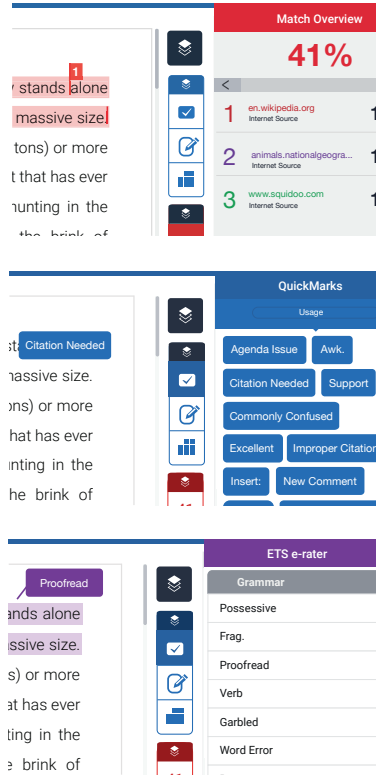 Match Overview
41%
1
stands alone
massive size.
tons) or more
t that has ever
hunting in the
the brink of
<
1 en.wikipedia.org
Internet Source
2 animals.nationalgeogra...
Internet Source
3 www.squidoo.com
Internet Source
QuickMarks
Usage
Citation Needed
massive size.
ons) or more
hat has ever
unting in the
he brink of
Agenda Issue
Awk.
Citation Needed
Support
Commonly Confused
Excellent
Improper Citation
Insert:
New Comment
ETS e-rater
Proofread
ands alone
ssive size.
s) or more
at has ever
ting in the
e brink of
Grammar
Possessive
Frag.
Proofread
Verb
Garbled
Word Error